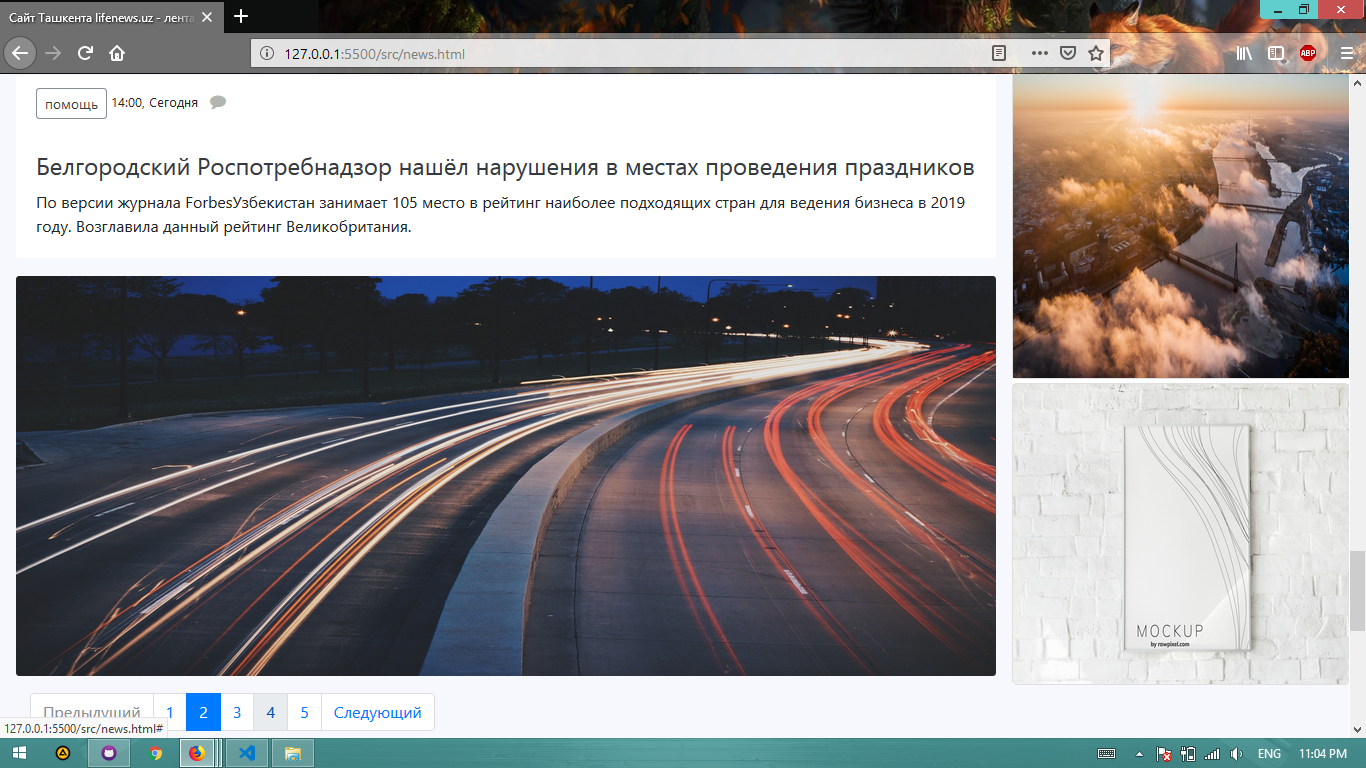 Сайт Ташкента lifenews.uz - лента
127.0.0.1:5500/src/news.html
ABP
помощь 14:00, Сегодня
Белгородский Роспотребнадзор нашёл нарушения в местах проведения праздников
По версии журнала ForbesУзбекистан занимает 105 место в рейтинг наиболее подходящих стран для ведения бизнеса в 2019
году. Возглавила данный рейтинг Великобритания.
MOCKUP
by rawpixel.com
Предыдущий 1 2 3 4 5 Следующий
127.0.0.1:5500/src/news.html#
ENG 11:04 PM